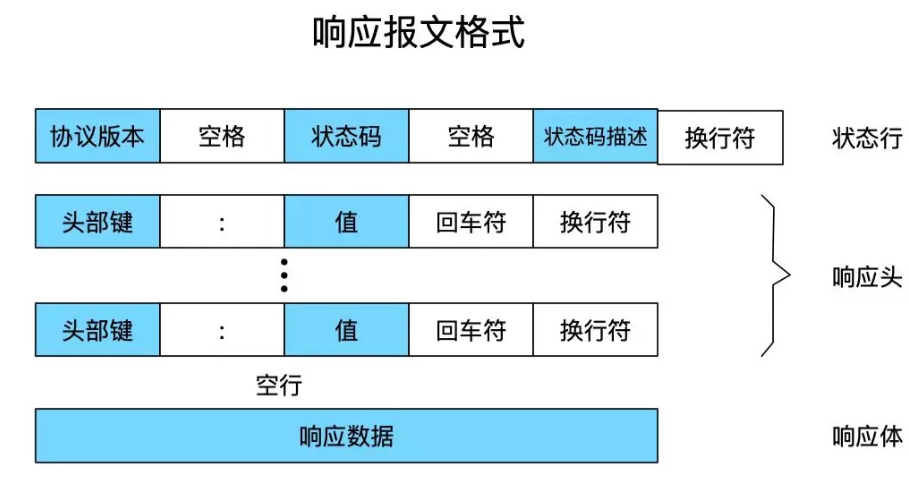 响应报文格式
协议版本 空格 状态码 空格 状态码描述 换行符 状态行
头部键 : 值 回车符 换行符
响应头
头部键 : 值 回车符 换行符
空行
响应数据 响应体